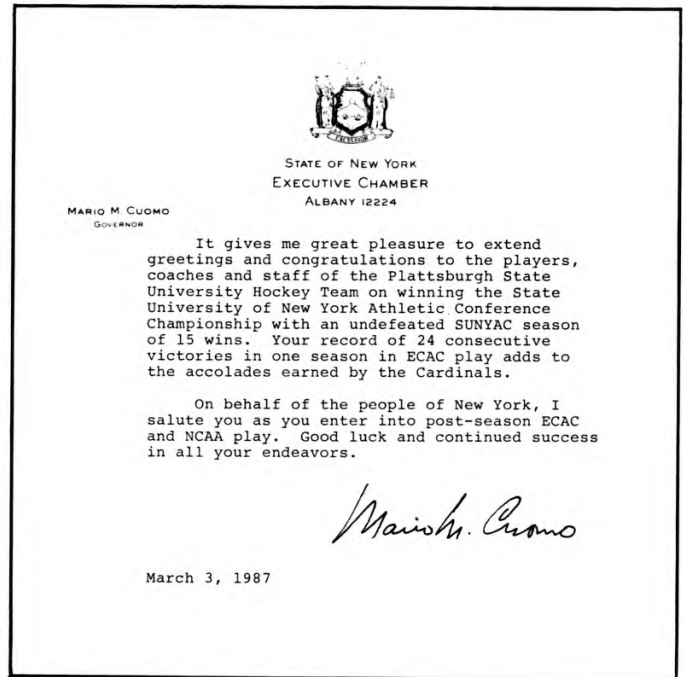 EXCELSIOR
STATE OF NEW YORK
EXECUTIVE CHAMBER
ALBANY 12224
MARIO M. CUOMO
GOVERNOR
It gives me great pleasure to extend
greetings and congratulations to the players,
coaches and staff of the Plattsburgh State
University Hockey Team on winning the State
University of New York Athletic Conference
Championship with an undefeated SUNYAC season
of 15 wins.  Your record of 24 consecutive
victories in one season in ECAC play adds to
the accolades earned by the Cardinals.
On behalf of the people of New York, I
salute you as you enter into post-season ECAC
and NCAA play.  Good luck and continued success
in all your endeavors.
Mario M. Cuomo
March 3, 1987